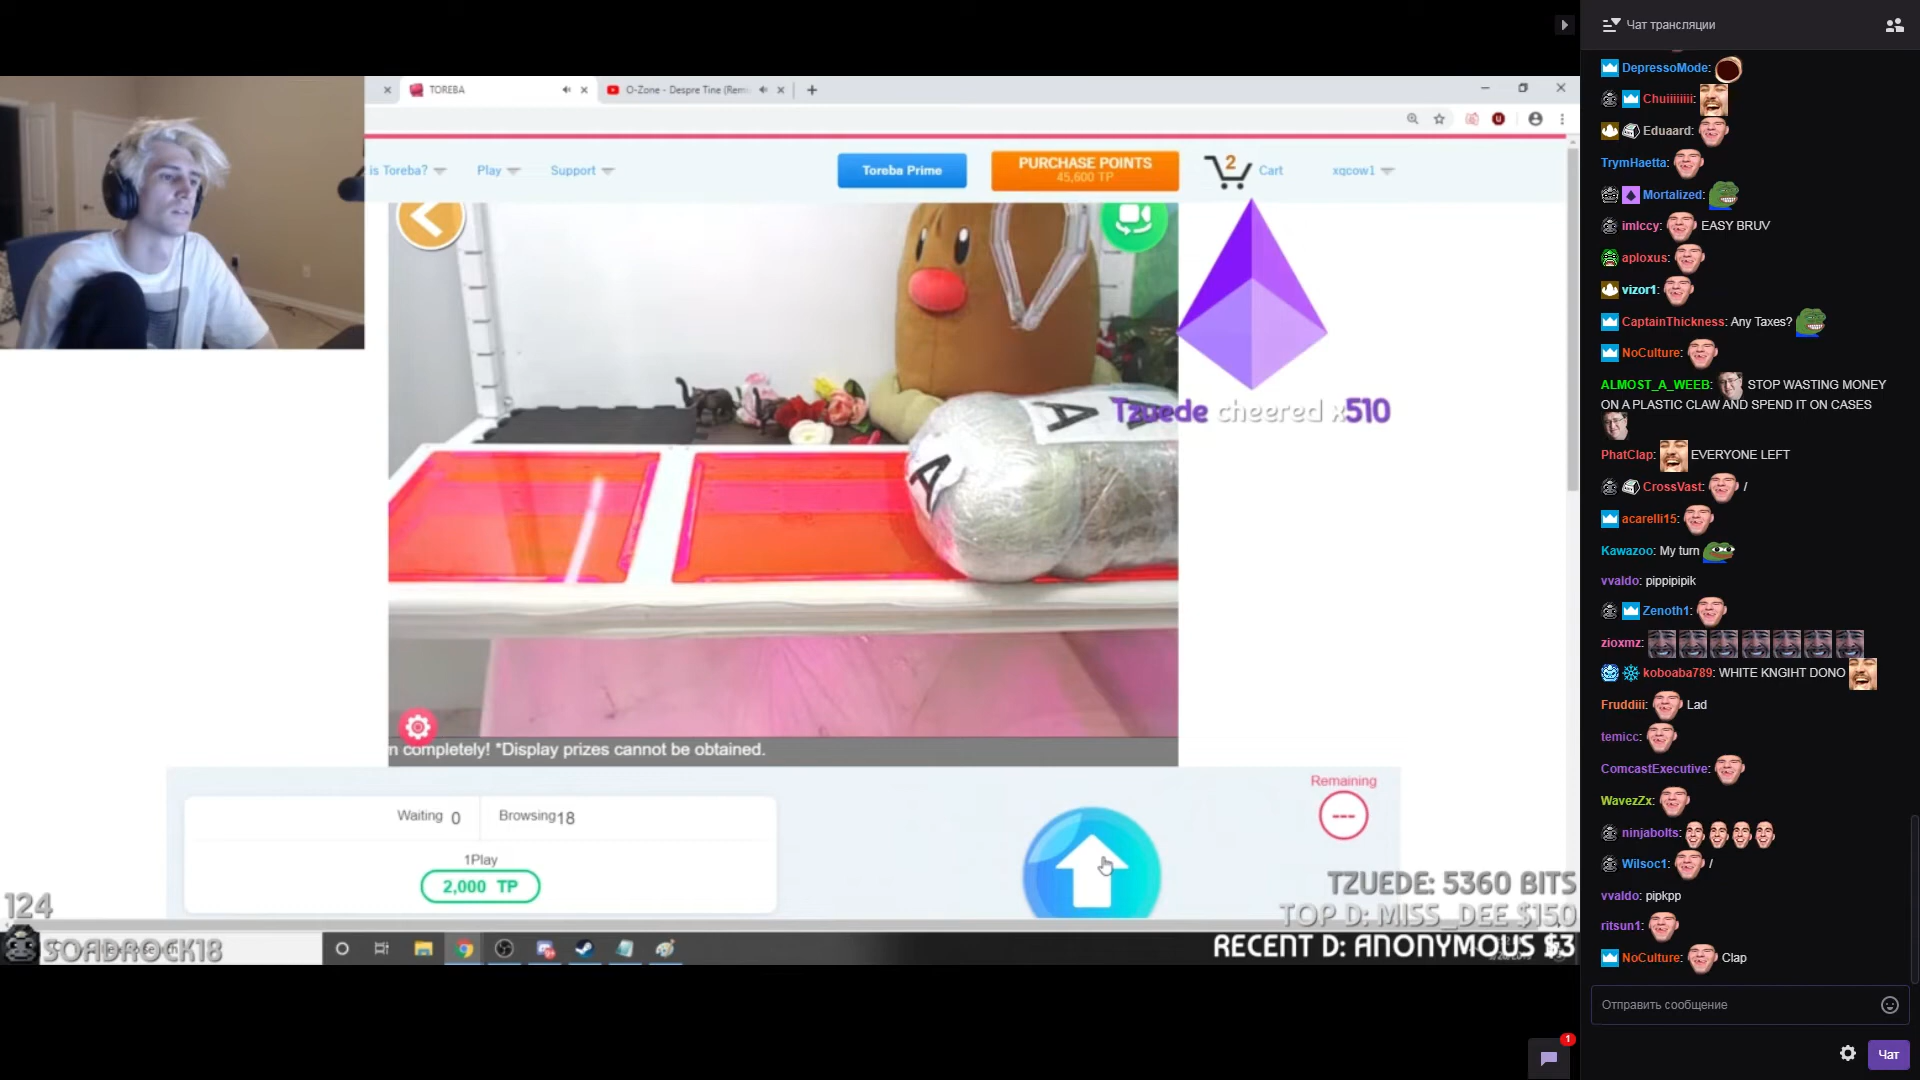 TOREBA
O-Zone - Despre Tine (Rem
is Toreba?
Play
Support
Toreba Prime
PURCHASE POINTS
45,600 TP
2
Cart
xqcow1
A
A
Tzuede cheered x510
n completely! *Display prizes cannot be obtained.
Waiting 0
Browsing18
1Play
2,000 TP
Remaining
---
124
SOADROCK18
TZUEDE: 5360 BITS
TOP D: MISS_DEE $150
RECENT D: ANONYMOUS $3
Чат трансляции
DepressoMode:
Chuiiiiiiii:
Eduaard:
TrymHaetta:
Mortalized:
imlccy: EASY BRUV
aploxus:
vizor1:
CaptainThickness: Any Taxes?
NoCulture:
ALMOST_A_WEEB: STOP WASTING MONEY
ON A PLASTIC CLAW AND SPEND IT ON CASES
PhatClap: EVERYONE LEFT
CrossVast: /
acarelli15:
Kawazoo: My turn
vvaldo: pippipipik
Zenoth1:
zioxmz:
koboaba789: WHITE KNGIHT DONO
Fruddiii: Lad
temicc:
ComcastExecutive:
WavezZx:
ninjabolts:
Wilsoc1: /
vvaldo: pipkpp
ritsun1:
NoCulture: Clap
Отправить сообщение
1
Чат